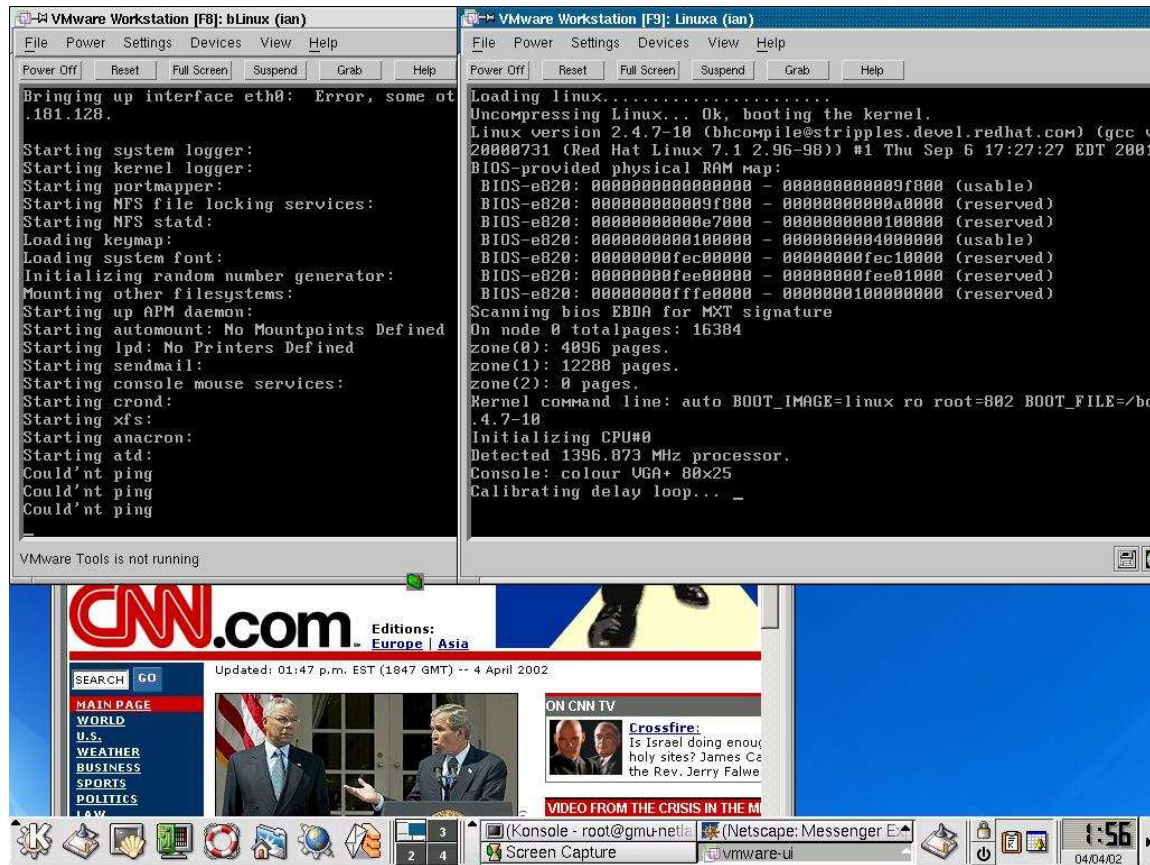 VMware Workstation [F8]: bLinux (ian)
File Power Settings Devices View Help
Power Off Reset Full Screen Suspend Grab Help
Bringing up interface eth0:  Error, some ot
.181.128.
Starting system logger:
Starting kernel logger:
Starting portmapper:
Starting NFS file locking services:
Starting NFS statd:
Loading keymap:
Loading system font:
Initializing random number generator:
Mounting other filesystems:
Starting up APM daemon:
Starting automount: No Mountpoints Defined
Starting lpd: No Printers Defined
Starting sendmail:
Starting console mouse services:
Starting crond:
Starting xfs:
Starting anacron:
Starting atd:
Could'nt ping
Could'nt ping
Could'nt ping
VMware Tools is not running
VMware Workstation [F9]: Linuxa (ian)
File Power Settings Devices View Help
Power Off Reset Full Screen Suspend Grab Help
Loading linux......................
Uncompressing Linux... Ok, booting the kernel.
Linux version 2.4.7-10 (bhcompile@stripples.devel.redhat.com) (gcc v
20000731 (Red Hat Linux 7.1 2.96-98)) #1 Thu Sep 6 17:27:27 EDT 2001
BIOS-provided physical RAM map:
BIOS-e820: 0000000000000000 - 000000000009f800 (usable)
BIOS-e820: 000000000009f800 - 00000000000a0000 (reserved)
BIOS-e820: 00000000000e7000 - 0000000000100000 (reserved)
BIOS-e820: 0000000000100000 - 0000000004000000 (usable)
BIOS-e820: 00000000fec00000 - 00000000fec10000 (reserved)
BIOS-e820: 00000000fee00000 - 00000000fee01000 (reserved)
BIOS-e820: 00000000fffe0000 - 0000000100000000 (reserved)
Scanning bios EBDA for MXT signature
On node 0 totalpages: 16384
zone(0): 4096 pages.
zone(1): 12288 pages.
zone(2): 0 pages.
Kernel command line: auto BOOT_IMAGE=linux ro root=802 BOOT_FILE=/bo
.4.7-10
Initializing CPU#0
Detected 1396.873 MHz processor.
Console: colour VGA+ 80x25
Calibrating delay loop... _
CNN.com
Editions:
Europe | Asia
SEARCH GO
Updated: 01:47 p.m. EST (1847 GMT) -- 4 April 2002
MAIN PAGE
WORLD
U.S.
WEATHER
BUSINESS
SPORTS
POLITICS
LAW
ON CNN TV
Crossfire:
Is Israel doing enoug
holy sites? James Ca
the Rev. Jerry Falwe
VIDEO FROM THE CRISIS IN THE M
3
2 4
(Konsole - root@gmu-netla
(Netscape: Messenger Ex
Screen Capture
vmware-ui
1:56
04/04/02